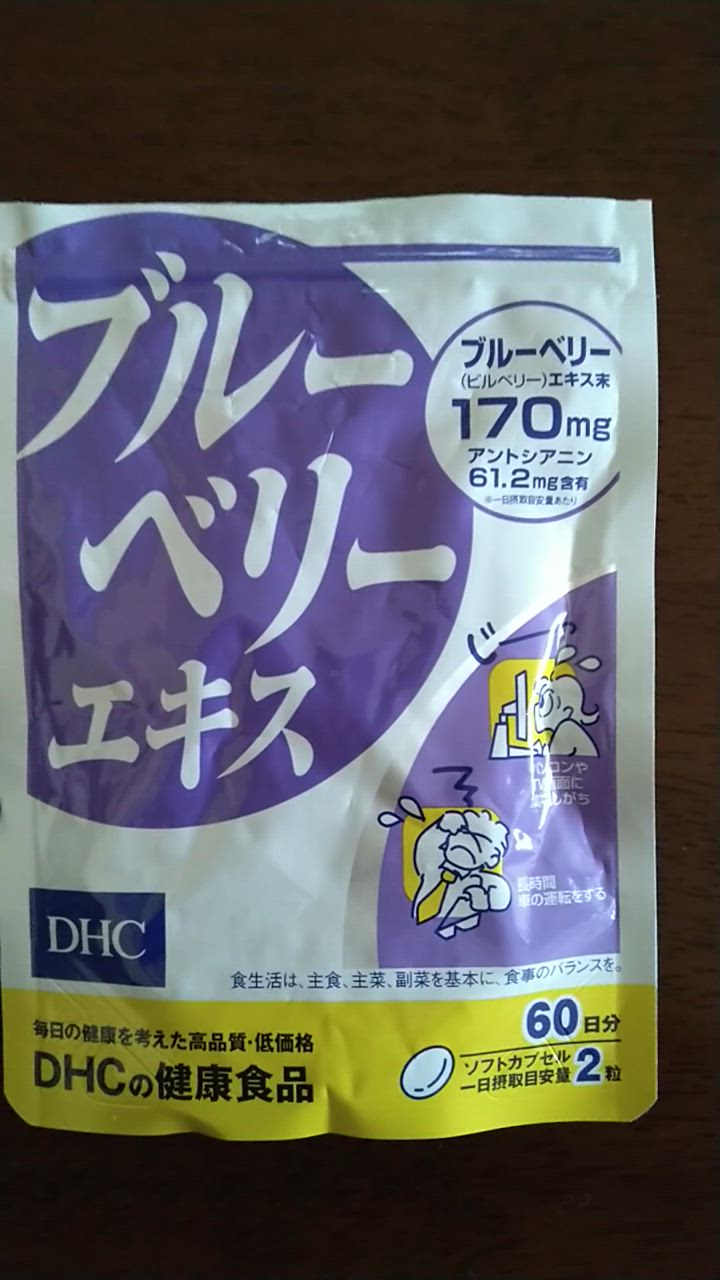 ブルー
ベリー
エキス
ブルーベリー
(ビルベリー)エキス末
170mg
アントシアニン
61.2mg含有
※一日摂取目安量あたり
じーっ
パソコンや
TV画面に
集中しがち
長時間
車の運転をする
DHC
食生活は、主食、主菜、副菜を基本に、食事のバランスを。
毎日の健康を考えた高品質・低価格
DHCの健康食品
60日分
ソフトカプセル
一日摂取目安量2粒